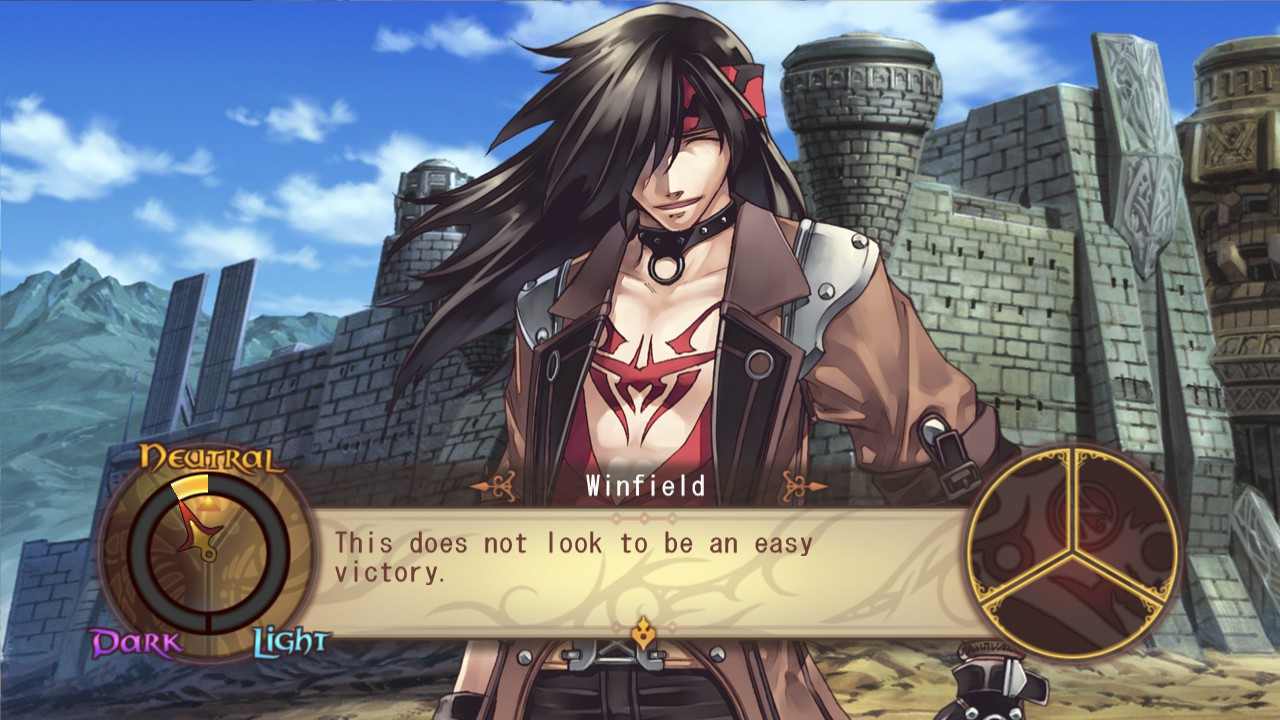 Neutral
Winfield
This does not look to be an easy
victory.
Dark
Light